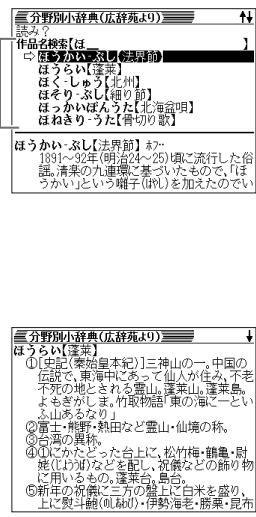 分野別小辞典(広辞苑より)
読み?
作品名検索【ほ_ 】
⇨ ほうかい‐ぶし【法界節】
ほうらい【蓬莱】
ほく‐しゅう【北州】
ほそり‐ぶし【細り節】
ほっかいぼんうた【北海盆唄】
ほねきり‐うた【骨切り歌】
ほうかい‐ぶし【法界節】ホフ‐
1891~92年(明治24~25)頃に流行した俗
謡。清楽の九連環に基づいたもので、「ほ
うかい」という囃子(はやし)を加えたのでい
分野別小辞典(広辞苑より)
ほうらい【蓬莱】
①[史記(秦始皇本紀)]三神山の一。中国の
伝説で、東海中にあって仙人が住み、不老
不死の地とされる霊山。蓬莱山。蓬莱島。
よもぎがしま。竹取物語「東の海に―とい
ふ山あるなり」
②富士・熊野・熱田など霊山・仙境の称。
③台湾の異称。
④①にかたどった台上に、松竹梅・鶴亀・尉
姥(じょううば)などを配し、祝儀などの飾り物
に用いるもの。蓬莱台。島台。
⑤新年の祝儀に三方の盤上に白米を盛り、
上に熨斗鮑(のしあわび)・伊勢海老・勝栗・昆布